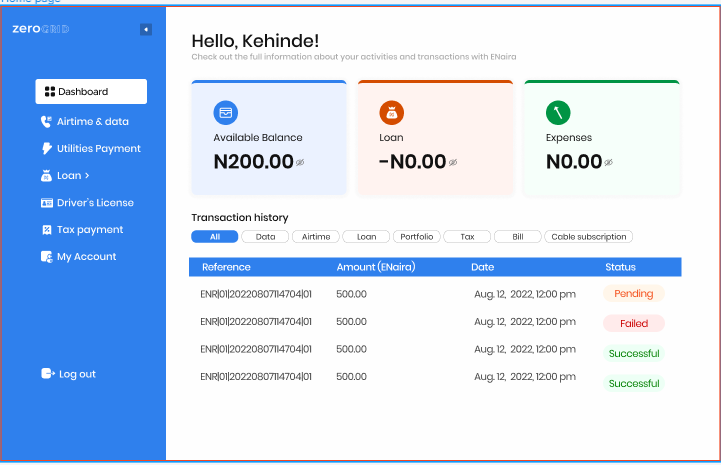 Home page
zeroGRID
Dashboard
Airtime & data
Utilities Payment
Loan >
Driver's License
Tax payment
My Account
Log out
Hello, Kehinde!
Check out the full information about your activities and transactions with ENaira
Available Balance
N200.00
Loan
-N0.00
Expenses
N0.00
Transaction history
All Data Airtime Loan Portfolio Tax Bill Cable subscription
Reference Amount (ENaira) Date Status
ENR|01|20220807114704|01 500.00 Aug. 12, 2022, 12:00 pm Pending
ENR|01|20220807114704|01 500.00 Aug. 12, 2022, 12:00 pm Failed
ENR|01|20220807114704|01 500.00 Aug. 12, 2022, 12:00 pm Successful
ENR|01|20220807114704|01 500.00 Aug. 12, 2022, 12:00 pm Successful